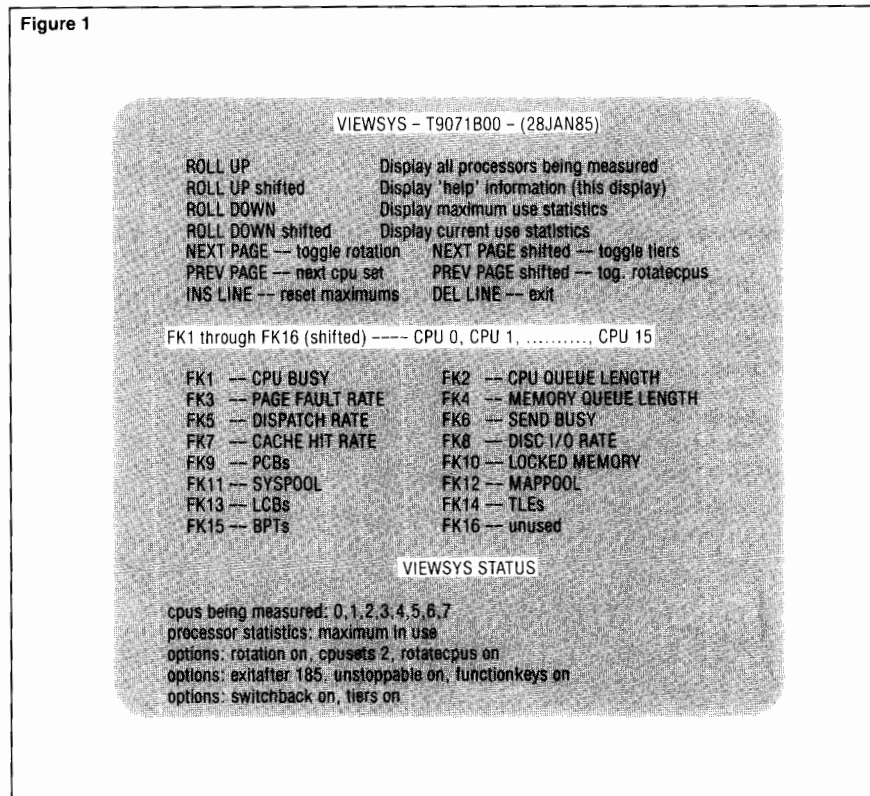 Figure 1
VIEWSYS – T9071B00 – (28JAN85)
ROLL UP Display all processors being measured
ROLL UP shifted Display 'help' information (this display)
ROLL DOWN Display maximum use statistics
ROLL DOWN shifted Display current use statistics
NEXT PAGE –– toggle rotation NEXT PAGE shifted –– toggle tiers
PREV PAGE –– next cpu set PREV PAGE shifted –– tog. rotatecpus
INS LINE –– reset maximums DEL LINE –– exit
FK1 through FK16 (shifted) –––– CPU 0, CPU 1, .........., CPU 15
FK1 –– CPU BUSY FK2 –– CPU QUEUE LENGTH
FK3 –– PAGE FAULT RATE FK4 –– MEMORY QUEUE LENGTH
FK5 –– DISPATCH RATE FK6 –– SEND BUSY
FK7 –– CACHE HIT RATE FK8 –– DISC I/O RATE
FK9 –– PCBs FK10 –– LOCKED MEMORY
FK11 –– SYSPOOL FK12 –– MAPPOOL
FK13 –– LCBs FK14 –– TLEs
FK15 –– BPTs FK16 –– unused
VIEWSYS STATUS
cpus being measured: 0,1,2,3,4,5,6,7
processor statistics: maximum in use
options: rotation on, cpusets 2, rotatecpus on
options: exitafter 185, unstoppable on, functionkeys on
options: switchback on, tiers on